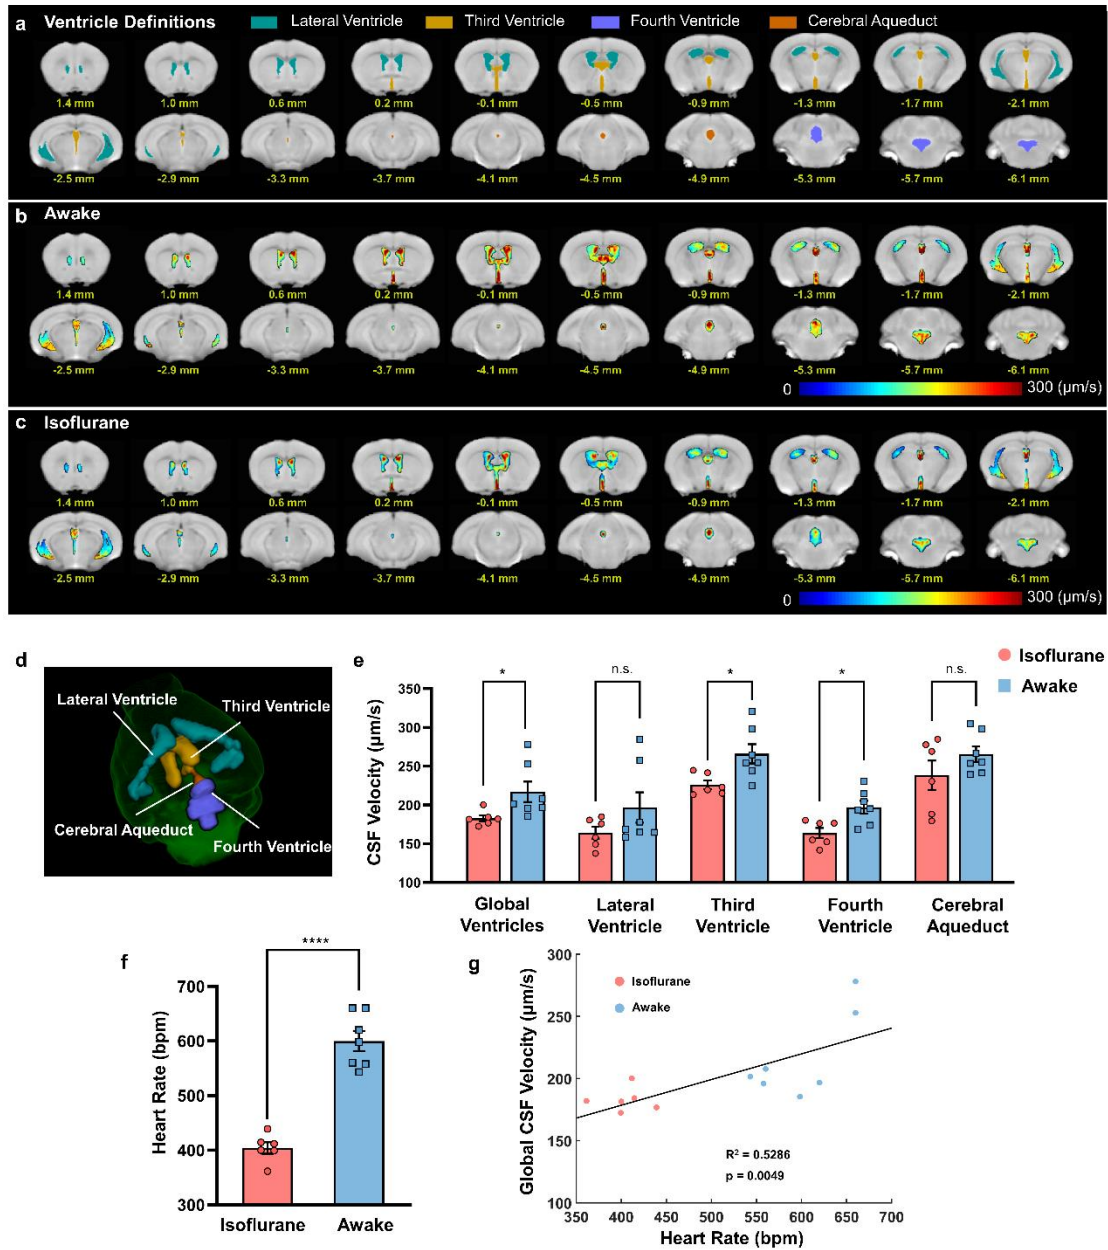 a Ventricle Definitions Lateral Ventricle Third Ventricle Fourth Ventricle Cerebral Aqueduct
1.4 mm 1.0 mm 0.6 mm 0.2 mm -0.1 mm -0.5 mm -0.9 mm -1.3 mm -1.7 mm -2.1 mm
-2.5 mm -2.9 mm -3.3 mm -3.7 mm -4.1 mm -4.5 mm -4.9 mm -5.3 mm -5.7 mm -6.1 mm
b Awake
1.4 mm 1.0 mm 0.6 mm 0.2 mm -0.1 mm -0.5 mm -0.9 mm -1.3 mm -1.7 mm -2.1 mm
-2.5 mm -2.9 mm -3.3 mm -3.7 mm -4.1 mm -4.5 mm -4.9 mm -5.3 mm -5.7 mm -6.1 mm
0 300 (μm/s)
c Isoflurane
1.4 mm 1.0 mm 0.6 mm 0.2 mm -0.1 mm -0.5 mm -0.9 mm -1.3 mm -1.7 mm -2.1 mm
-2.5 mm -2.9 mm -3.3 mm -3.7 mm -4.1 mm -4.5 mm -4.9 mm -5.3 mm -5.7 mm -6.1 mm
0 300 (μm/s)
d
Lateral Ventricle
Third Ventricle
Cerebral Aqueduct
Fourth Ventricle
e
Isoflurane
Awake
* n.s. * * n.s.
CSF Velocity (μm/s)
350
300
250
200
150
100
Global Ventricles
Lateral Ventricle
Third Ventricle
Fourth Ventricle
Cerebral Aqueduct
f
****
Heart Rate (bpm)
700
600
500
400
300
Isoflurane Awake
g
Isoflurane
Awake
Global CSF Velocity (μm/s)
300
250
200
150
100
R² = 0.5286
p = 0.0049
350 400 450 500 550 600 650 700
Heart Rate (bpm)